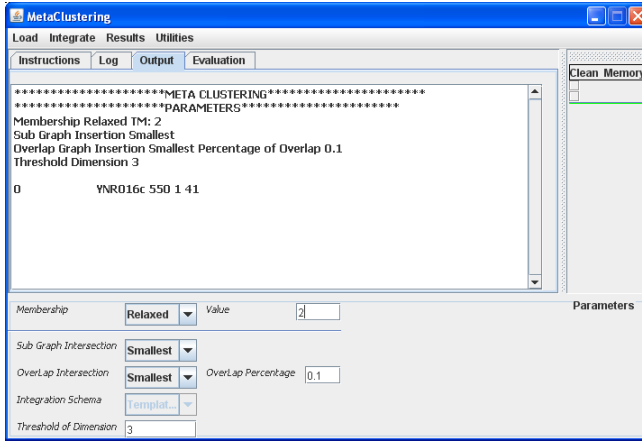 MetaClustering
Load Integrate Results Utilities
Instructions Log Output Evaluation
Clean Memory
**********************META CLUSTERING**********************
**********************PARAMETERS**********************
Membership Relaxed TM: 2
Sub Graph Insertion Smallest
Overlap Graph Insertion Smallest Percentage of Overlap 0.1
Threshold Dimension 3
0 YNR016c 550 1 41
Membership Relaxed Value 2
Parameters
Sub Graph Intersection Smallest
OverLap Intersection Smallest OverLap Percentage 0.1
Integration Schema Templat...
Threshold of Dimension 3